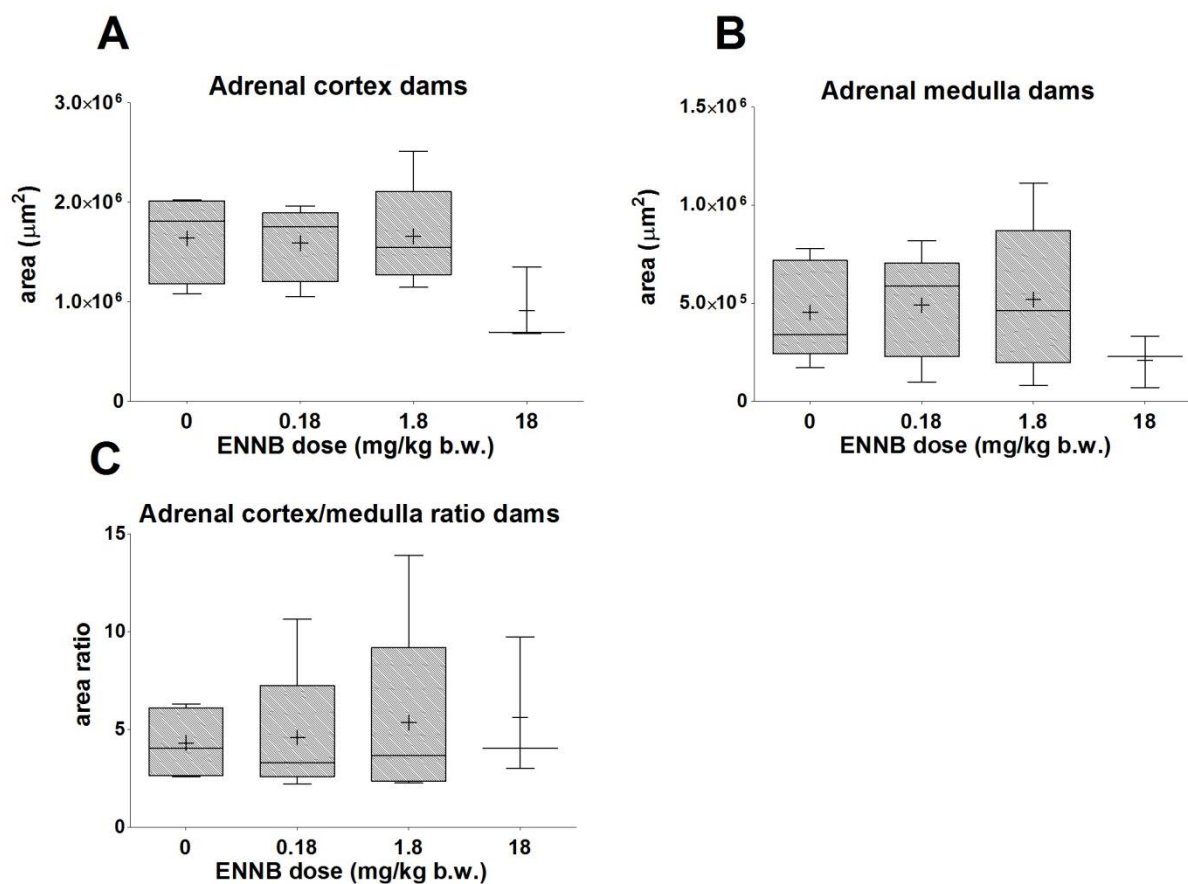 A
Adrenal cortex dams
area (μm²)
3.0×10⁶
2.0×10⁶
1.0×10⁶
0
0 0.18 1.8 18
ENNB dose (mg/kg b.w.)
B
Adrenal medulla dams
area (μm²)
1.5×10⁶
1.0×10⁶
5.0×10⁵
0
0 0.18 1.8 18
ENNB dose (mg/kg b.w.)
C
Adrenal cortex/medulla ratio dams
area ratio
15
10
5
0
0 0.18 1.8 18
ENNB dose (mg/kg b.w.)